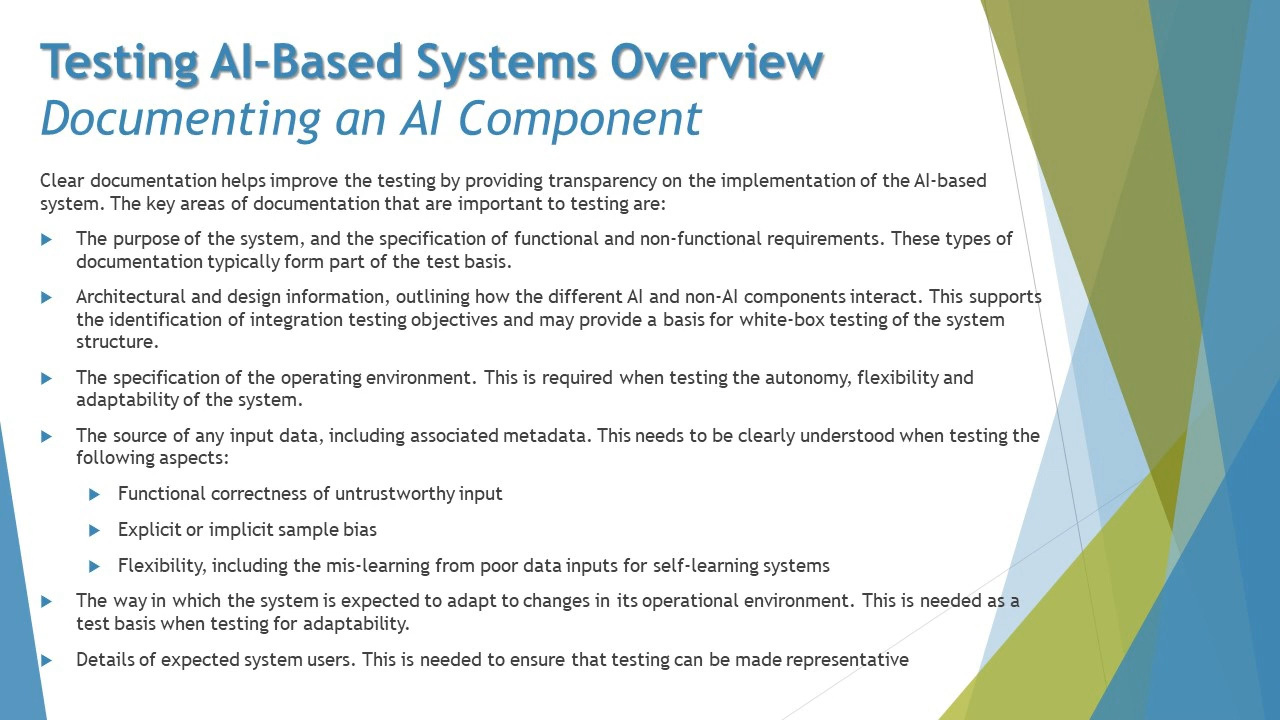 Testing AI-Based Systems Overview
Documenting an AI Component
Clear documentation helps improve the testing by providing transparency on the implementation of the AI-based
system. The key areas of documentation that are important to testing are:
The purpose of the system, and the specification of functional and non-functional requirements. These types of
documentation typically form part of the test basis.
Architectural and design information, outlining how the different AI and non-AI components interact. This supports
the identification of integration testing objectives and may provide a basis for white-box testing of the system
structure.
The specification of the operating environment. This is required when testing the autonomy, flexibility and
adaptability of the system.
The source of any input data, including associated metadata. This needs to be clearly understood when testing the
following aspects:
Functional correctness of untrustworthy input
Explicit or implicit sample bias
Flexibility, including the mis-learning from poor data inputs for self-learning systems
The way in which the system is expected to adapt to changes in its operational environment. This is needed as a
test basis when testing for adaptability.
Details of expected system users. This is needed to ensure that testing can be made representative